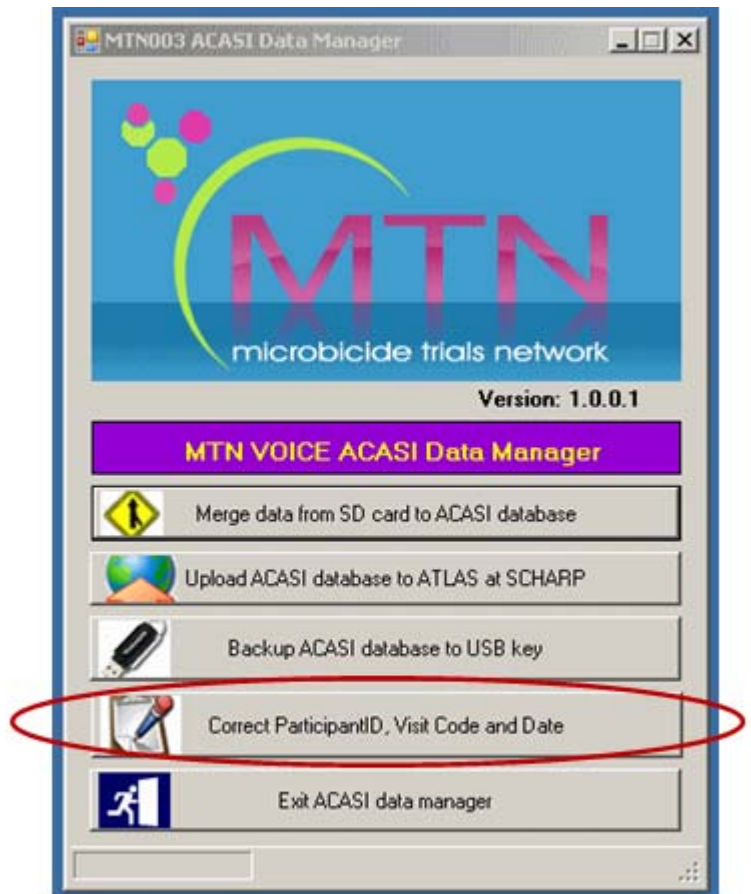 MTN003 ACASI Data Manager
MTN
microbicide trials network
Version: 1.0.0.1
MTN VOICE ACASI Data Manager
Merge data from SD card to ACASI database
Upload ACASI database to ATLAS at SCHARP
Backup ACASI database to USB key
Correct ParticipantID, Visit Code and Date
Exit ACASI data manager